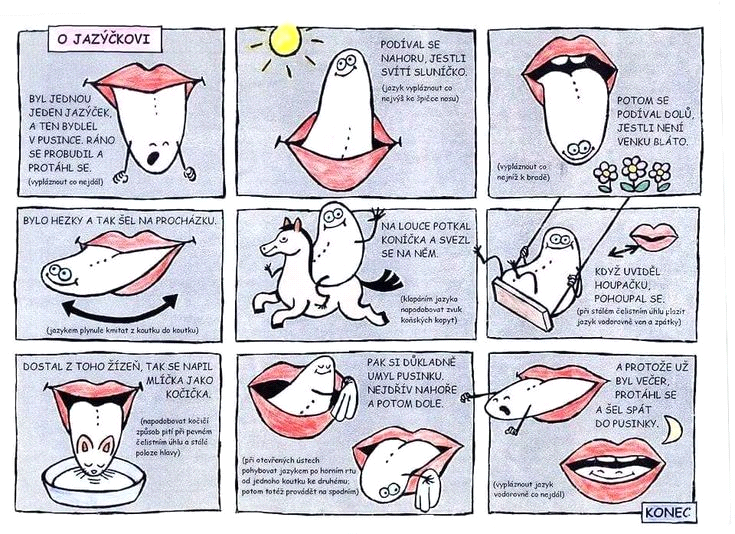 O JAZÝČKOVI
BYL JEDNOU
JEDEN JAZÝČEK,
A TEN BYDLEL
V PUSINCE. RÁNO
SE PROBUDIL A
PROTÁHL SE.
(vypláznout co nejdál)
PODÍVAL SE
NAHORU, JESTLI
SVÍTÍ SLUNÍČKO.
(jazyk vypláznout co
nejvýš ke špičce nosu)
POTOM SE
PODÍVAL DOLŮ,
JESTLI NENÍ
VENKU BLÁTO.
(vypláznout co
nejníž k bradě)
BYLO HEZKY A TAK ŠEL NA PROCHÁZKU.
(jazykem plynule kmitat z koutku do koutku)
NA LOUCE POTKAL
KONÍČKA A SVEZL
SE NA NĚM.
(klapáním jazyka
napodobovat zvuk
koňských kopyt)
KDYŽ UVIDĚL
HOUPAČKU,
POHOUPAL SE.
(při stálém čelistním úhlu plazit
jazyk vodorovně ven a zpátky)
DOSTAL Z TOHO ŽÍZEŇ, TAK SE NAPIL
MLÍČKA JAKO
KOČIČKA.
(napodobovat kočičí
způsob pití při pevném
čelistním úhlu a stálé
poloze hlavy)
PAK SI DŮKLADNĚ
UMYL PUSINKU.
NEJDŘÍV NAHOŘE
A POTOM DOLE.
(při otevřených ústech
pohybovat jazykem po horním rtu
od jednoho koutku ke druhému;
potom totéž provádět na spodním)
A PROTOŽE UŽ
BYL VEČER,
PROTÁHL SE
A ŠEL SPÁT
DO PUSINKY.
(vypláznout jazyk
vodorovně co nejdál)
KONEC